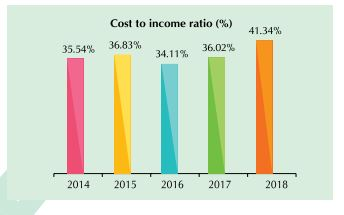 Cost to income ratio (%)
35.54% 36.83% 34.11% 36.02% 41.34%
2014 2015 2016 2017 2018